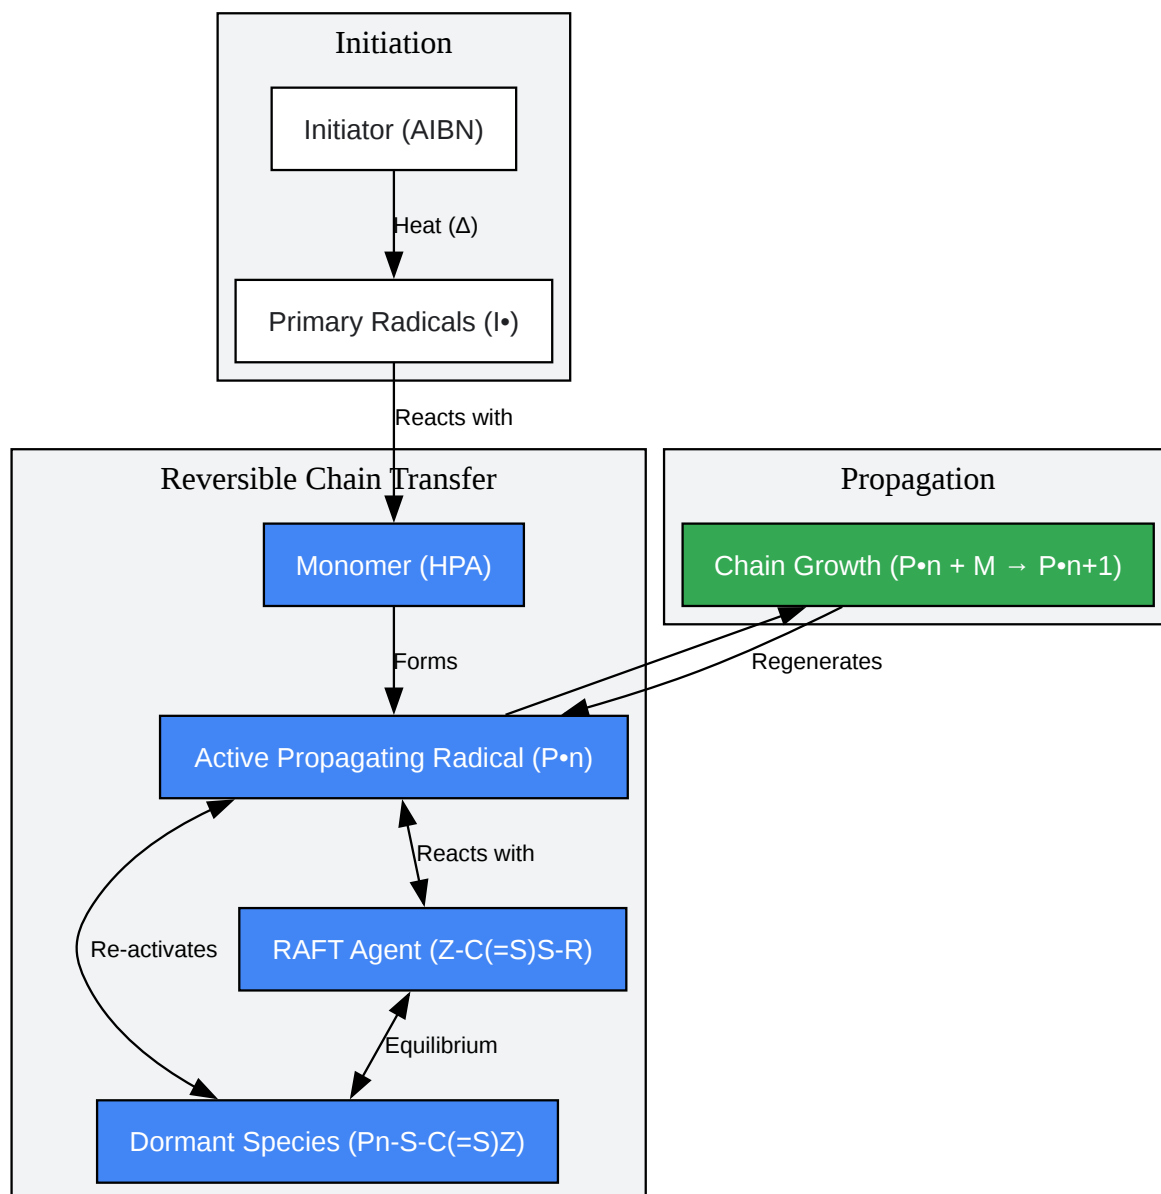 Initiation
Initiator (AIBN)
Heat (Δ)
Primary Radicals (I•)
Reacts with
Reversible Chain Transfer
Propagation
Monomer (HPA)
Chain Growth (P•n + M → P•n+1)
Forms
Regenerates
Active Propagating Radical (P•n)
Reacts with
Re-activates
RAFT Agent (Z-C(=S)S-R)
Equilibrium
Dormant Species (Pn-S-C(=S)Z)